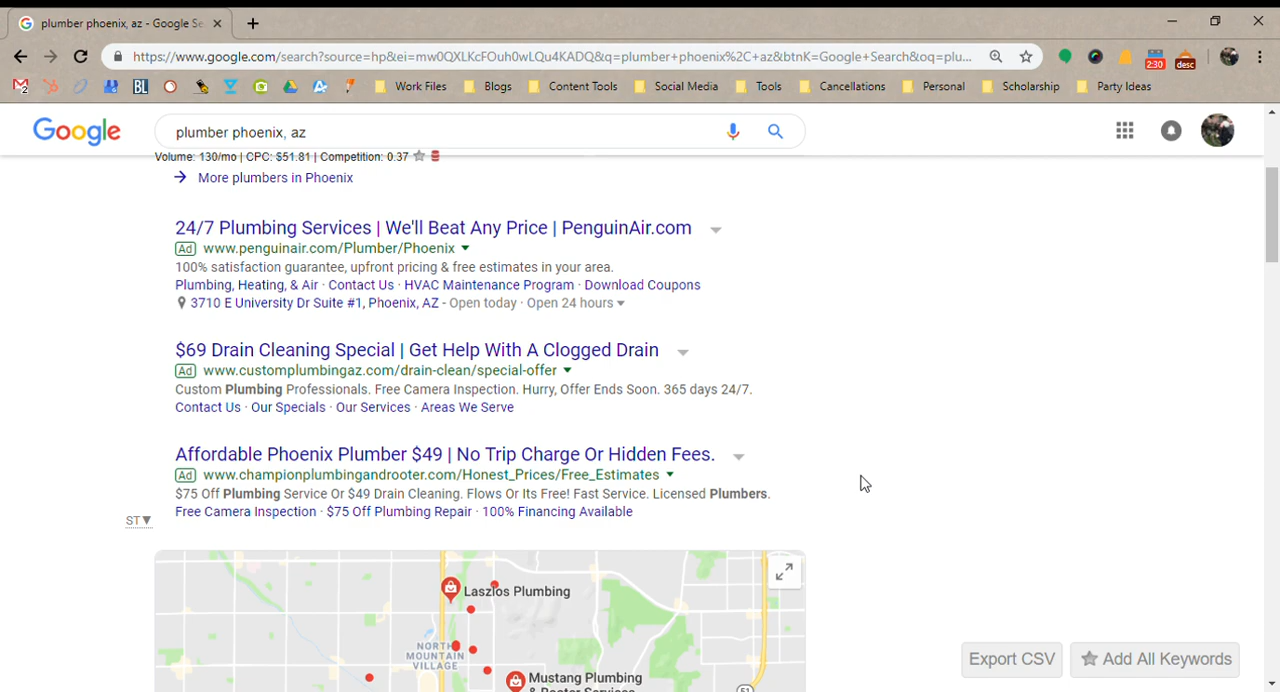 plumber phoenix, az - Google Se
https://www.google.com/search?source=hp&ei=mw0QYLKcFOuh0wLQu4KADQ&q=plumber+phoenix%2C+az&btnK=Google+Search&oq=plu...
2:30 desc
M2 BL Work Files Blogs Content Tools Social Media Tools Cancellations Personal Scholarship Party Ideas
Google plumber phoenix, az
Volume: 130/mo | CPC: $51.81 | Competition: 0.37
→ More plumbers in Phoenix
24/7 Plumbing Services | We'll Beat Any Price | PenguinAir.com
Ad www.penguinair.com/Plumber/Phoenix
100% satisfaction guarantee, upfront pricing & free estimates in your area.
Plumbing, Heating, & Air · Contact Us · HVAC Maintenance Program · Download Coupons
3710 E University Dr Suite #1, Phoenix, AZ - Open today · Open 24 hours
$69 Drain Cleaning Special | Get Help With A Clogged Drain
Ad www.customplumbingaz.com/drain-clean/special-offer
Custom Plumbing Professionals. Free Camera Inspection. Hurry, Offer Ends Soon. 365 days 24/7.
Contact Us · Our Specials · Our Services · Areas We Serve
Affordable Phoenix Plumber $49 | No Trip Charge Or Hidden Fees.
Ad www.championplumbingandrooter.com/Honest_Prices/Free_Estimates
$75 Off Plumbing Service Or $49 Drain Cleaning. Flows Or Its Free! Fast Service. Licensed Plumbers.
Free Camera Inspection · $75 Off Plumbing Repair · 100% Financing Available
ST▼
Laszlos Plumbing
NORTH
MOUNTAIN
VILLAGE
Mustang Plumbing
& Rooter Services
51
Export CSV
Add All Keywords